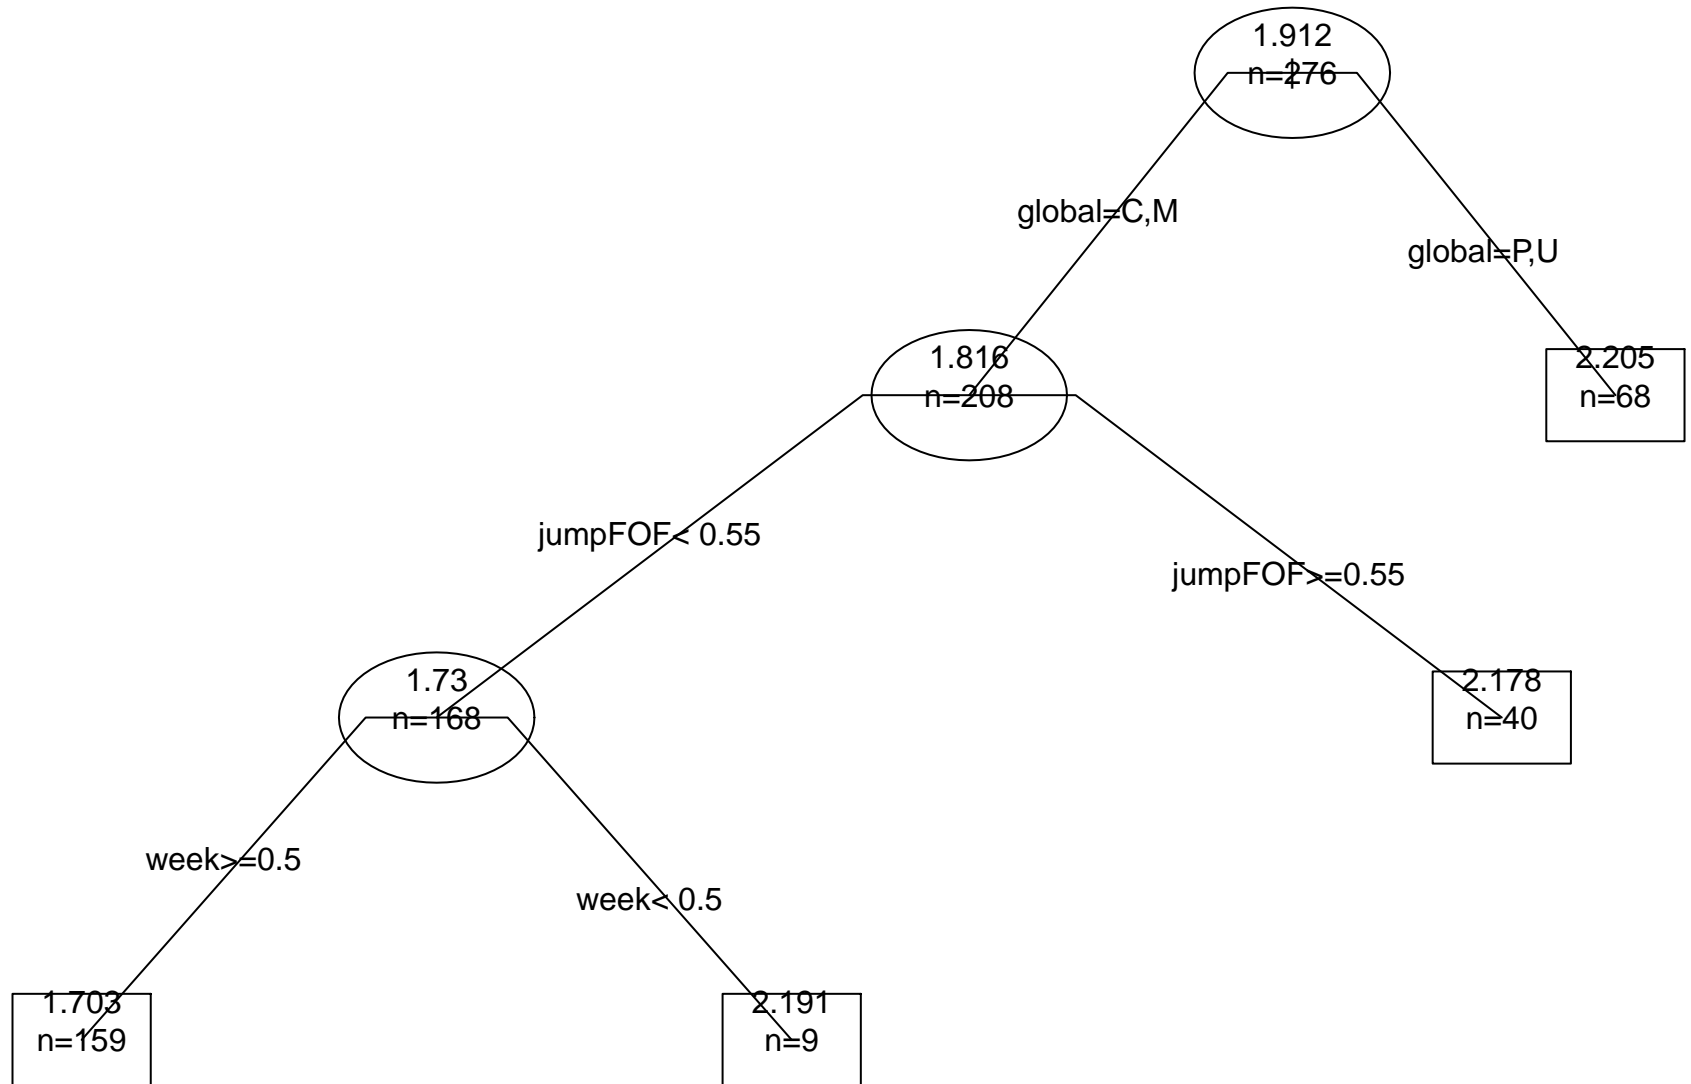 1.912
n=276
global=C,M
global=P,U
1.816
n=208
2.205
n=68
jumpFOF< 0.55
jumpFOF>=0.55
1.73
n=168
2.178
n=40
week>=0.5
week< 0.5
1.703
n=159
2.191
n=9